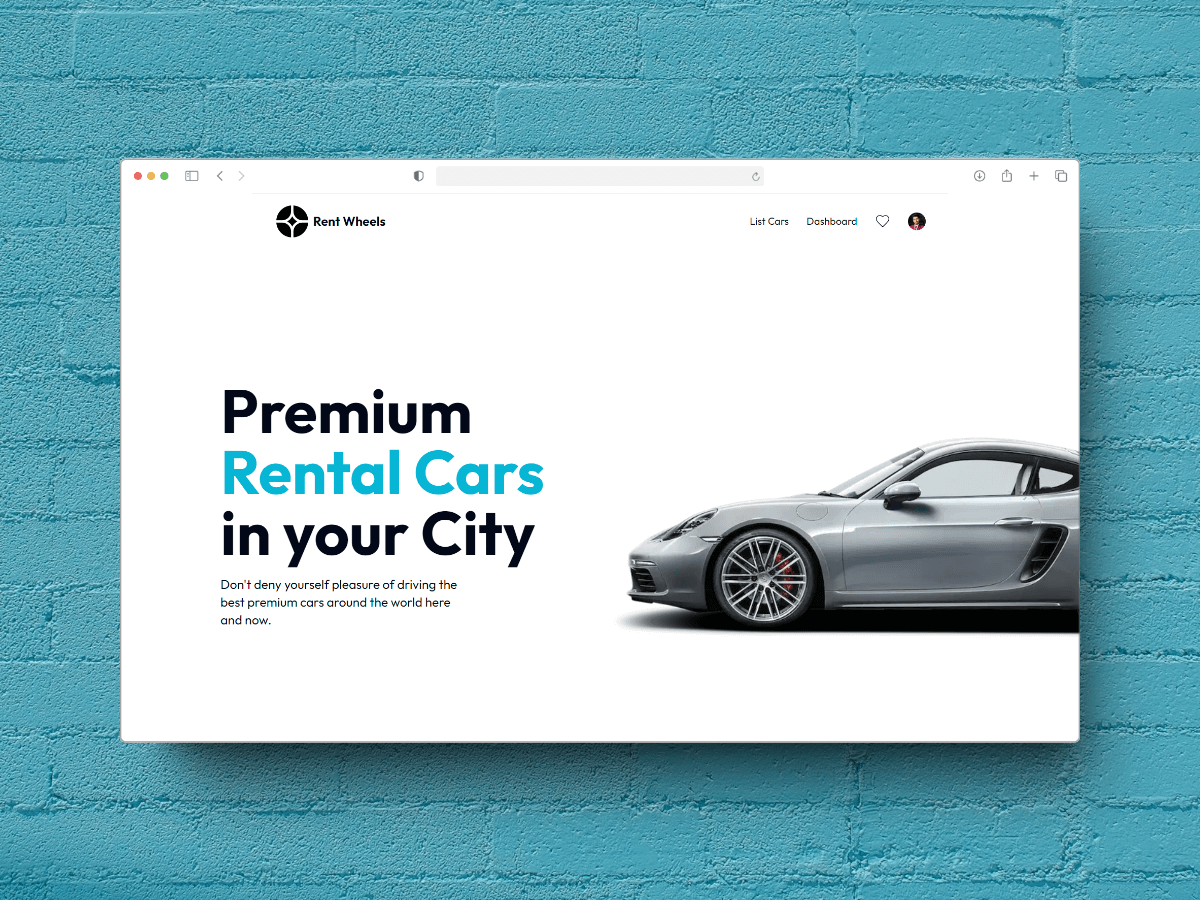 Rent Wheels
List Cars
Dashboard
Premium
Rental Cars
in your City
Don't deny yourself pleasure of driving the
best premium cars around the world here
and now.